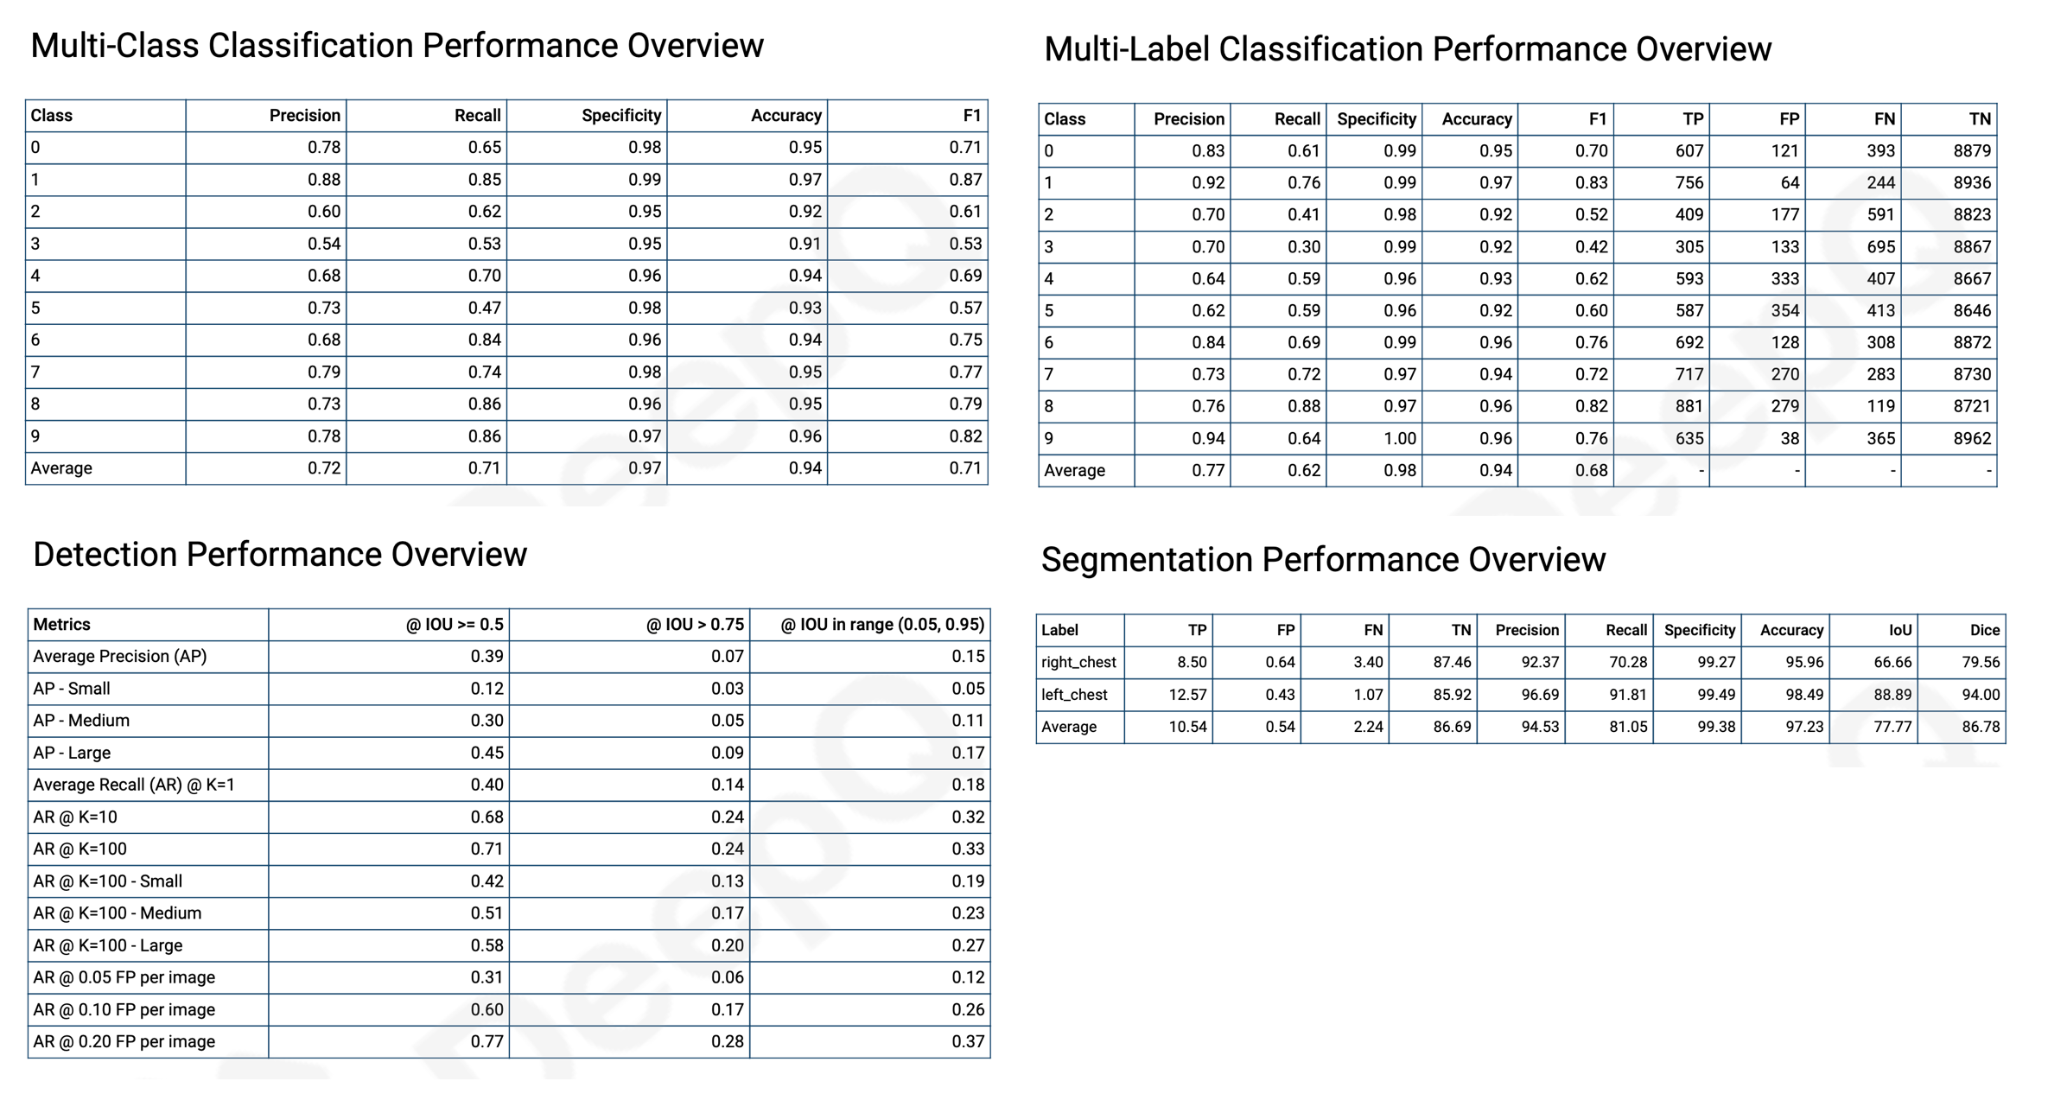 Multi-Class Classification Performance Overview
Class Precision Recall Specificity Accuracy F1
0 0.78 0.65 0.98 0.95 0.71
1 0.88 0.85 0.99 0.97 0.87
2 0.60 0.62 0.95 0.92 0.61
3 0.54 0.53 0.95 0.91 0.53
4 0.68 0.70 0.96 0.94 0.69
5 0.73 0.47 0.98 0.93 0.57
6 0.68 0.84 0.96 0.94 0.75
7 0.79 0.74 0.98 0.95 0.77
8 0.73 0.86 0.96 0.95 0.79
9 0.78 0.86 0.97 0.96 0.82
Average 0.72 0.71 0.97 0.94 0.71
Multi-Label Classification Performance Overview
Class Precision Recall Specificity Accuracy F1 TP FP FN TN
0 0.83 0.61 0.99 0.95 0.70 607 121 393 8879
1 0.92 0.76 0.99 0.97 0.83 756 64 244 8936
2 0.70 0.41 0.98 0.92 0.52 409 177 591 8823
3 0.70 0.30 0.99 0.92 0.42 305 133 695 8867
4 0.64 0.59 0.96 0.93 0.62 593 333 407 8667
5 0.62 0.59 0.96 0.92 0.60 587 354 413 8646
6 0.84 0.69 0.99 0.96 0.76 692 128 308 8872
7 0.73 0.72 0.97 0.94 0.72 717 270 283 8730
8 0.76 0.88 0.97 0.96 0.82 881 279 119 8721
9 0.94 0.64 1.00 0.96 0.76 635 38 365 8962
Average 0.77 0.62 0.98 0.94 0.68 - - - -
Detection Performance Overview
Metrics @ IOU >= 0.5 @ IOU > 0.75 @ IOU in range (0.05, 0.95)
Average Precision (AP) 0.39 0.07 0.15
AP - Small 0.12 0.03 0.05
AP - Medium 0.30 0.05 0.11
AP - Large 0.45 0.09 0.17
Average Recall (AR) @ K=1 0.40 0.14 0.18
AR @ K=10 0.68 0.24 0.32
AR @ K=100 0.71 0.24 0.33
AR @ K=100 - Small 0.42 0.13 0.19
AR @ K=100 - Medium 0.51 0.17 0.23
AR @ K=100 - Large 0.58 0.20 0.27
AR @ 0.05 FP per image 0.31 0.06 0.12
AR @ 0.10 FP per image 0.60 0.17 0.26
AR @ 0.20 FP per image 0.77 0.28 0.37
Segmentation Performance Overview
Label TP FP FN TN Precision Recall Specificity Accuracy IoU Dice
right_chest 8.50 0.64 3.40 87.46 92.37 70.28 99.27 95.96 66.66 79.56
left_chest 12.57 0.43 1.07 85.92 96.69 91.81 99.49 98.49 88.89 94.00
Average 10.54 0.54 2.24 86.69 94.53 81.05 99.38 97.23 77.77 86.78
DeepQ